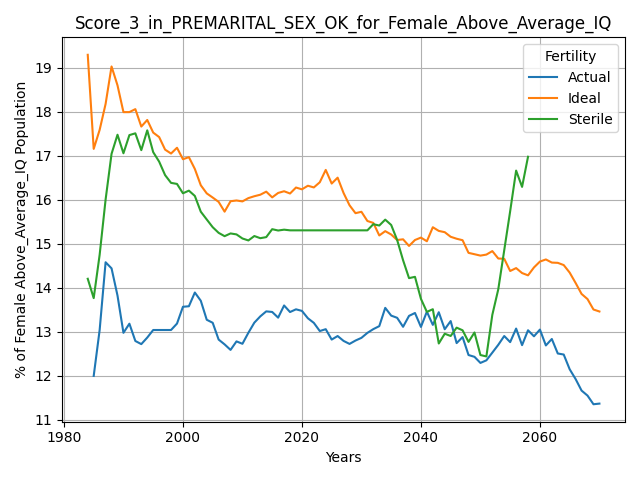 Score_3_in_PREMARITAL_SEX_OK_for_Female_Above_Average_IQ
% of Female Above_Average_IQ Population
19
18
17
16
15
14
13
12
11
Fertility
Actual
Ideal
Sterile
1980 2000 2020 2040 2060
Years